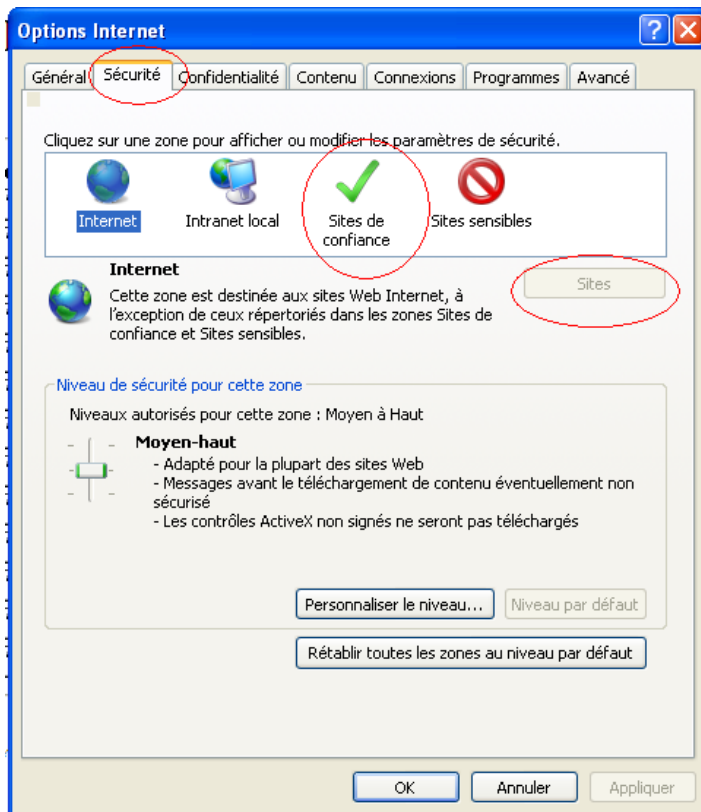 Options Internet
Général Sécurité Confidentialité Contenu Connexions Programmes Avancé
Cliquez sur une zone pour afficher ou modifier les paramètres de sécurité.
Internet Intranet local Sites de confiance Sites sensibles
Internet
Sites
Cette zone est destinée aux sites Web Internet, à
l'exception de ceux répertoriés dans les zones Sites de
confiance et Sites sensibles.
Niveau de sécurité pour cette zone
Niveaux autorisés pour cette zone : Moyen à Haut
Moyen-haut
- Adapté pour la plupart des sites Web
- Messages avant le téléchargement de contenu éventuellement non
sécurisé
- Les contrôles ActiveX non signés ne seront pas téléchargés
Personnaliser le niveau... Niveau par défaut
Rétablir toutes les zones au niveau par défaut
OK Annuler Appliquer